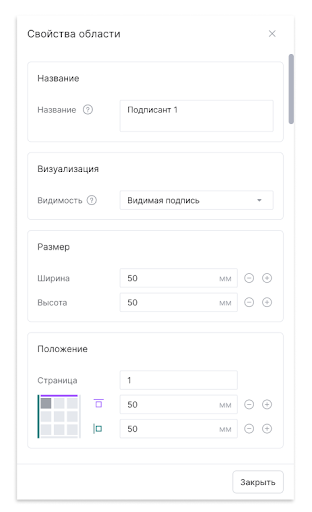 Свойства области
Название
Название
Подписант 1
Визуализация
Видимость
Видимая подпись
Размер
Ширина 50 мм
Высота 50 мм
Положение
Страница 1
50 мм
50 мм
Закрыть